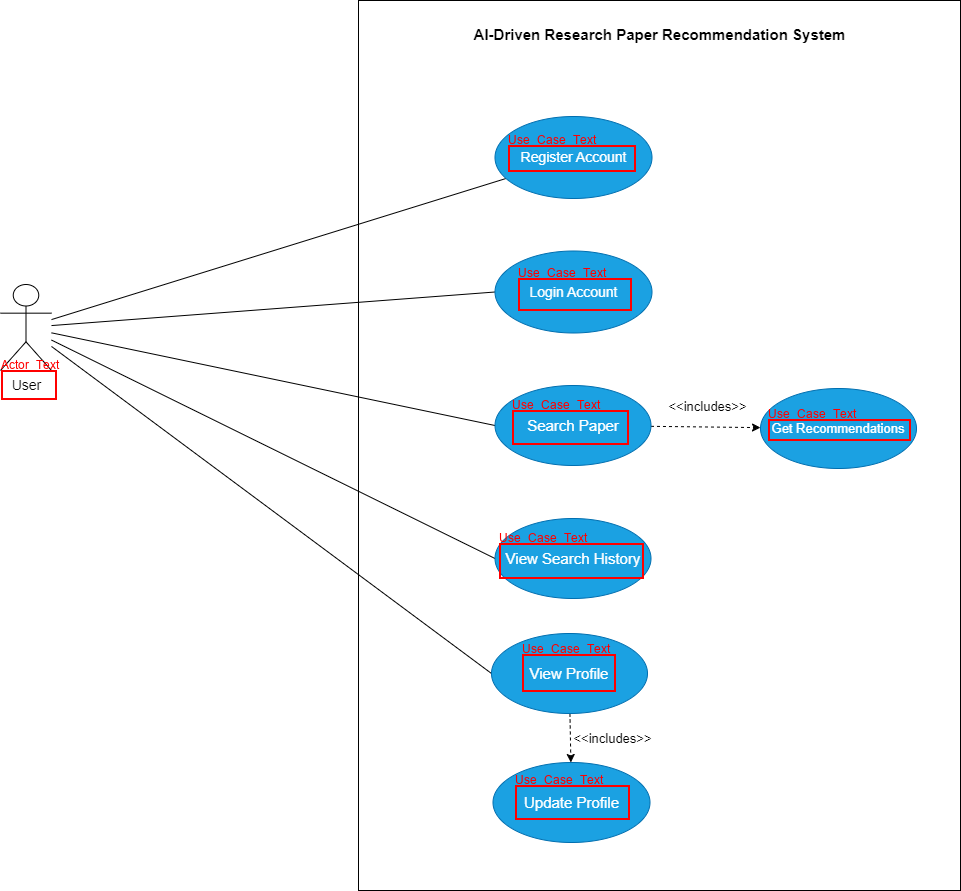 AI-Driven Research Paper Recommendation System
Use_Case_Text
Register Account
Use_Case_Text
Login Account
Actor_Text
User
Use_Case_Text
Search Paper
<<includes>>
Use_Case_Text
Get Recommendations
Use_Case_Text
View Search History
Use_Case_Text
View Profile
<<includes>>
Use_Case_Text
Update Profile